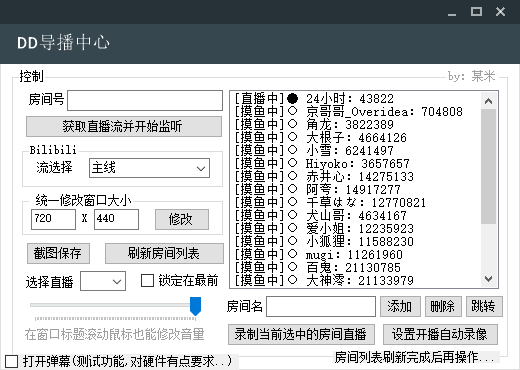 DD导播中心
控制
by: 某米
房间号
获取直播流并开始监听
Bilibili
流选择 主线
统一修改窗口大小
720 X 440 修改
截图保存 刷新房间列表
选择直播 锁定在最前
在窗口标题滚动鼠标也能修改音量
打开弹幕(测试功能,对硬件有点要求..)
[直播中]● 24小时: 43822
[摸鱼中]○ 京哥哥_Overidea: 704808
[摸鱼中]○ 角龙: 3822389
[摸鱼中]○ 大根子: 4664126
[摸鱼中]○ 小雪: 6241497
[摸鱼中]○ Hiyoko: 3657657
[摸鱼中]○ 赤井心: 14275133
[摸鱼中]○ 阿夸: 14917277
[摸鱼中]○ 千草はな: 12770821
[摸鱼中]○ 犬山哥: 4634167
[摸鱼中]○ 爱小姐: 12235923
[摸鱼中]○ 小狐狸: 11588230
[摸鱼中]○ mugi: 11261960
[摸鱼中]○ 百鬼: 21130785
[摸鱼中]○ 大神澪: 21133979
房间名 添加 删除 跳转
录制当前选中的房间直播 设置开播自动录像
房间列表刷新完成后再操作...